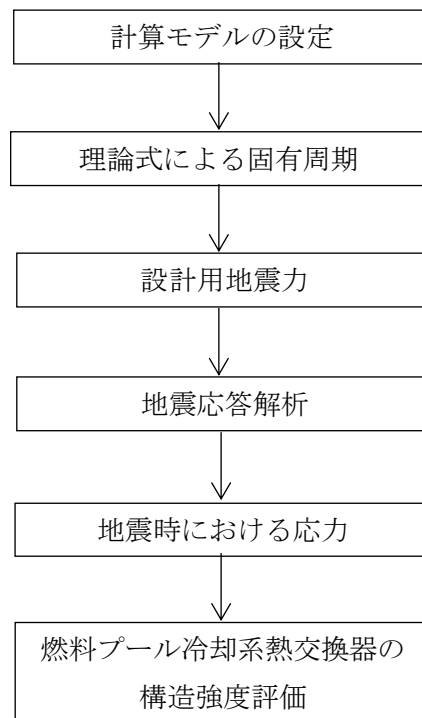 計算モデルの設定
理論式による固有周期
設計用地震力
地震応答解析
地震時における応力
燃料プール冷却系熱交換器の
構造強度評価